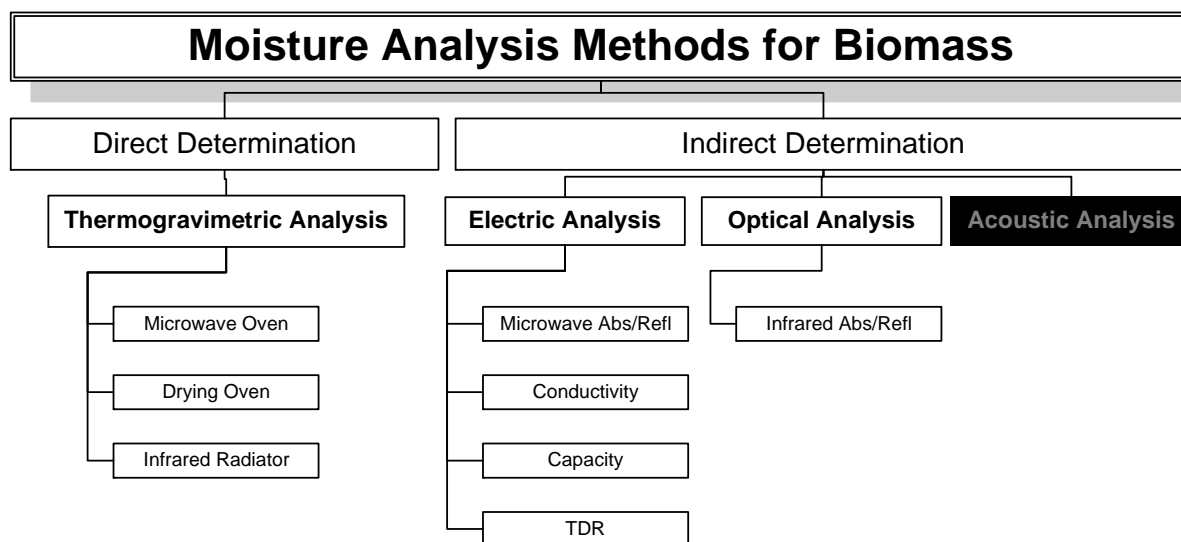 Moisture Analysis Methods for Biomass
Direct Determination
Indirect Determination
Thermogravimetric Analysis
Electric Analysis
Optical Analysis
Acoustic Analysis
Microwave Oven
Microwave Abs/Refl
Infrared Abs/Refl
Drying Oven
Conductivity
Infrared Radiator
Capacity
TDR